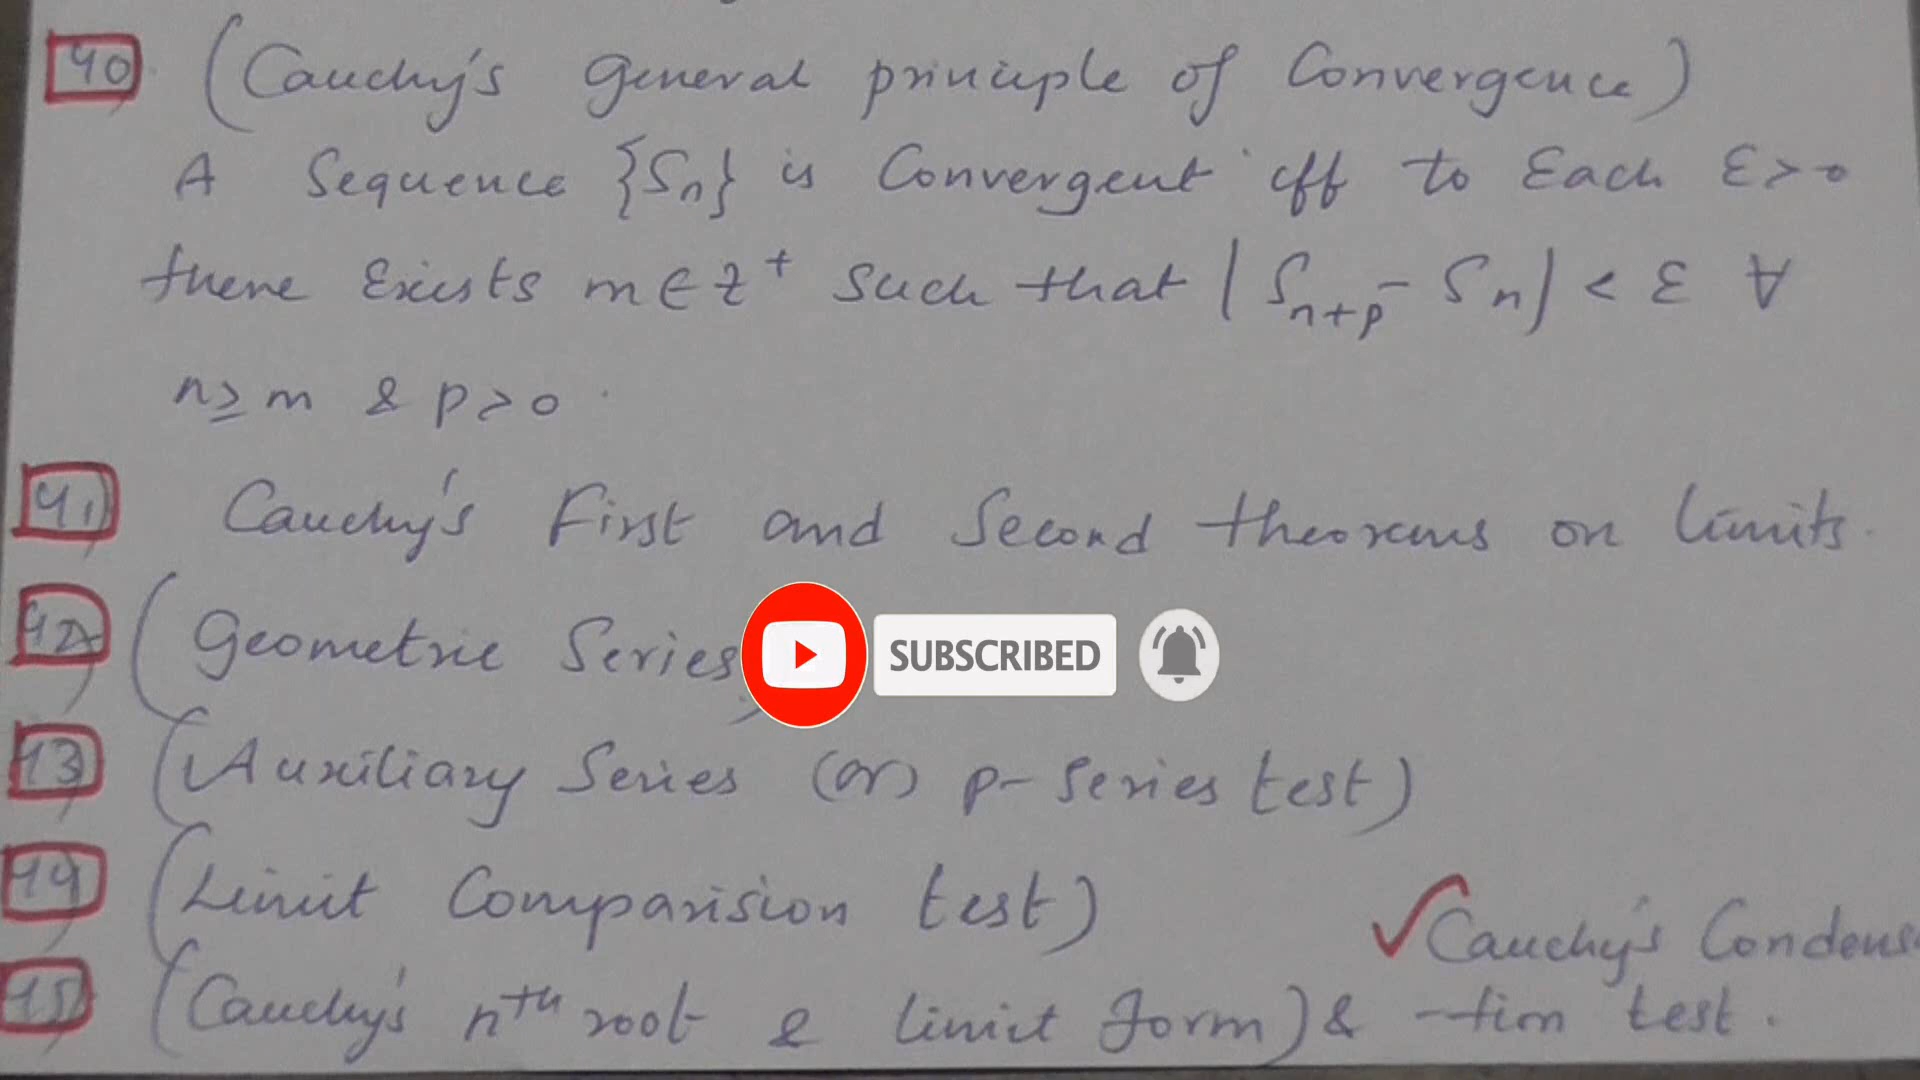 40. (Cauchy's general principle of Convergence)
A Sequence {Sn} is Convergent iff to Each ε>0
there Exists m∈Z⁺ such that |Sn+p - Sn| < ε ∀
n≥m & p>0.
41) Cauchy's First and Second theorems on limits.
42) (Geometric Series)
SUBSCRIBED
43) (Auxiliary Series (or) p-series test)
44) (Limit Comparision test)
45) (Cauchy's nth root & limit form) & ✓Cauchy's Condensa
-tion test.